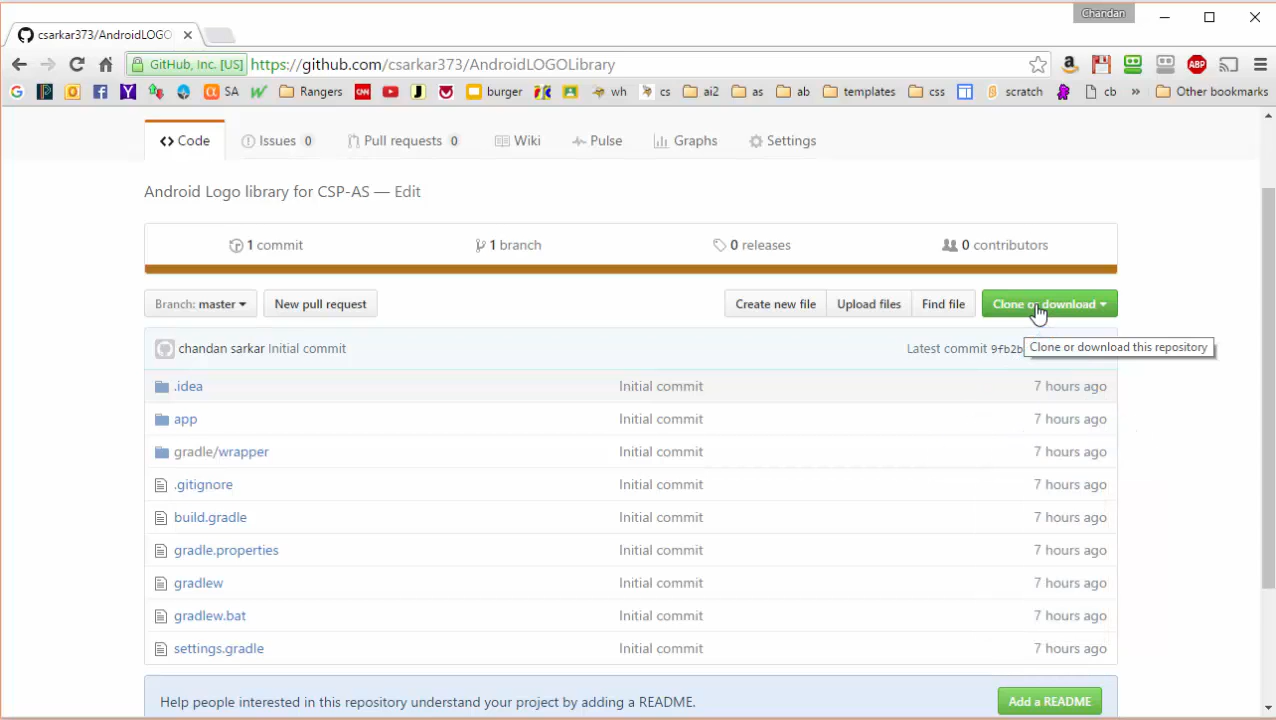 Chandan
csarkar373/AndroidLOGO
GitHub, Inc. [US] https://github.com/csarkar373/AndroidLOGOLibrary
SA Rangers CNN burger wh cs ai2 as ab templates css scratch cb » Other bookmarks
ABP
<> Code Issues 0 Pull requests 0 Wiki Pulse Graphs Settings
Android Logo library for CSP-AS — Edit
1 commit 1 branch 0 releases 0 contributors
Branch: master New pull request Create new file Upload files Find file Clone or download
chandan sarkar Initial commit Latest commit 9fb2b
Clone or download this repository
.idea Initial commit 7 hours ago
app Initial commit 7 hours ago
gradle/wrapper Initial commit 7 hours ago
.gitignore Initial commit 7 hours ago
build.gradle Initial commit 7 hours ago
gradle.properties Initial commit 7 hours ago
gradlew Initial commit 7 hours ago
gradlew.bat Initial commit 7 hours ago
settings.gradle Initial commit 7 hours ago
Help people interested in this repository understand your project by adding a README. Add a README